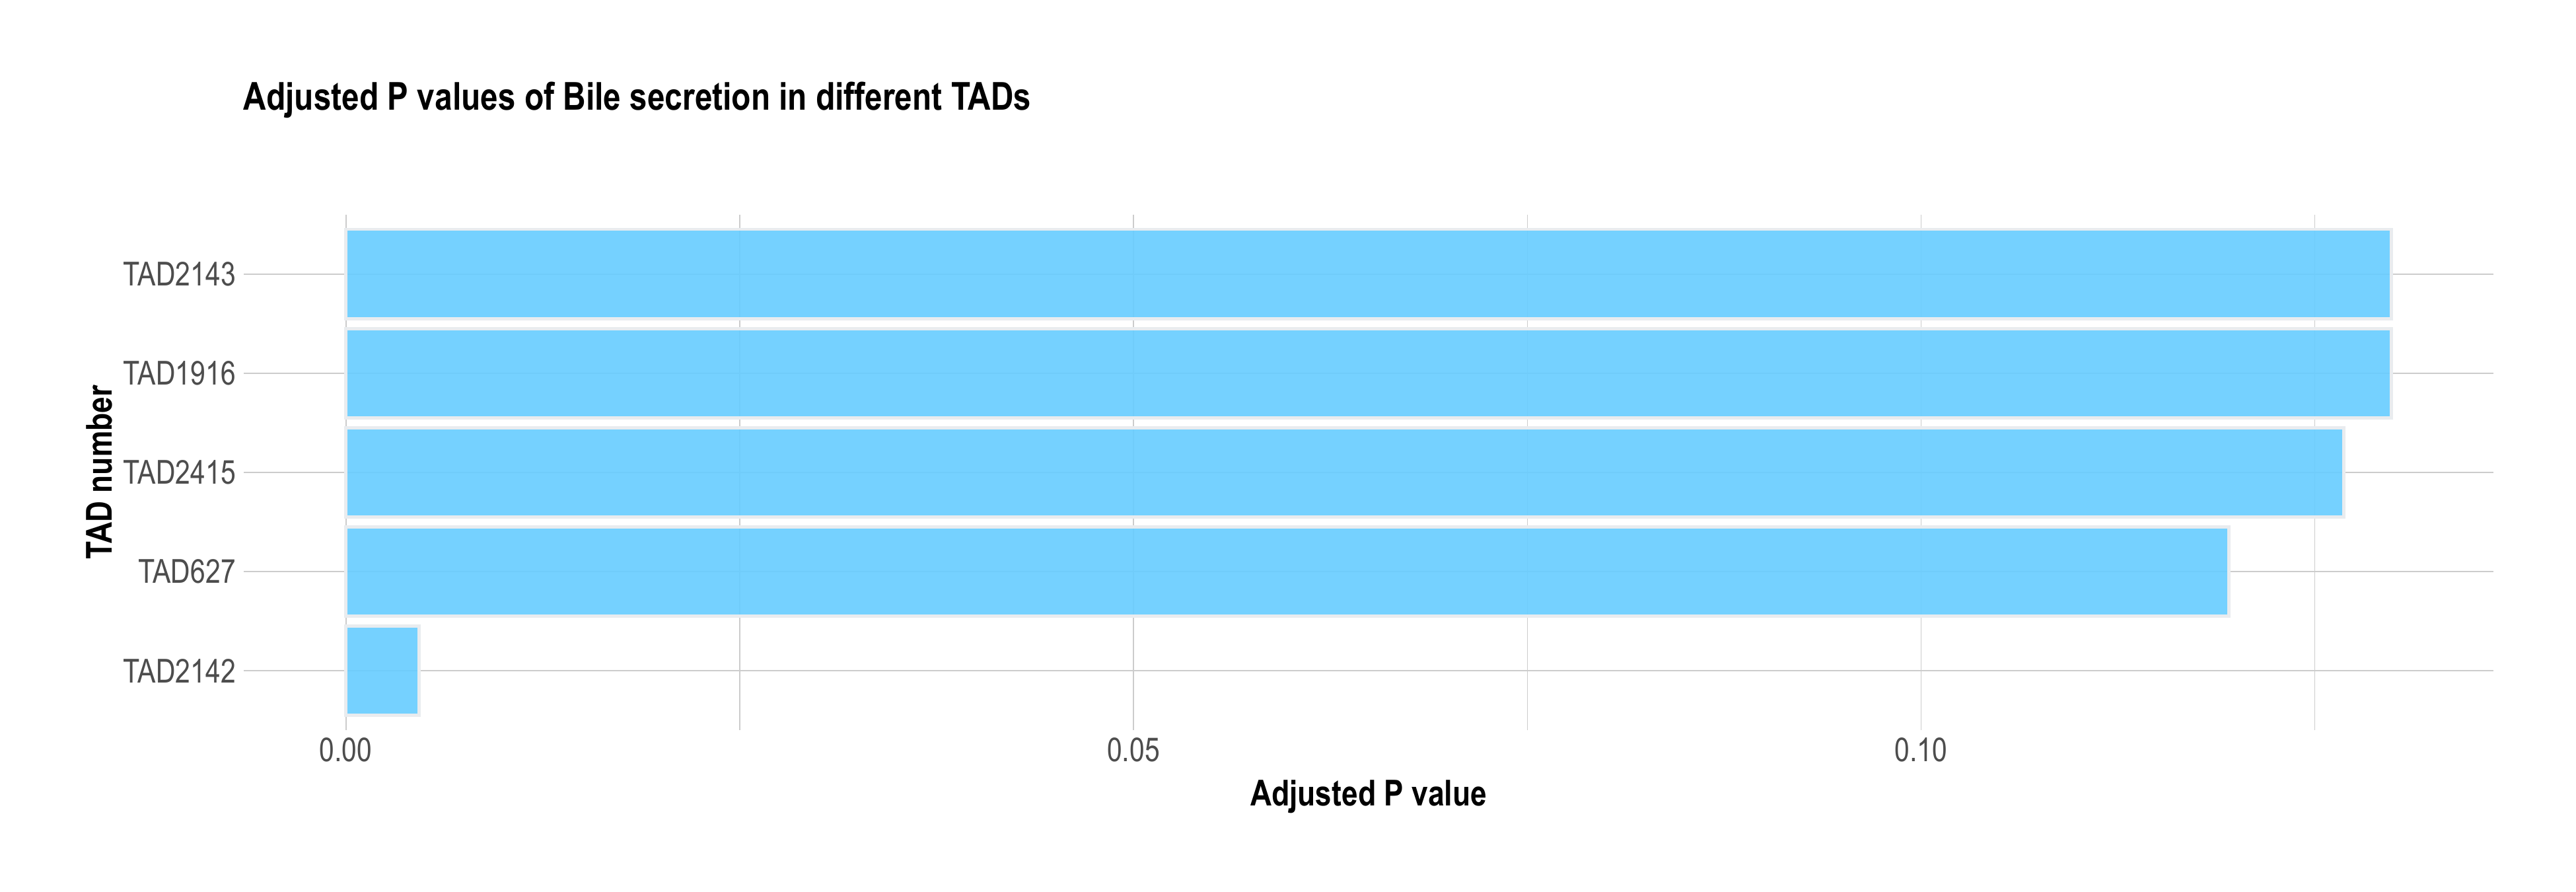 Adjusted P values of Bile secretion in different TADs
TAD number
TAD2143
TAD1916
TAD2415
TAD627
TAD2142
0.00
0.05
0.10
Adjusted P value